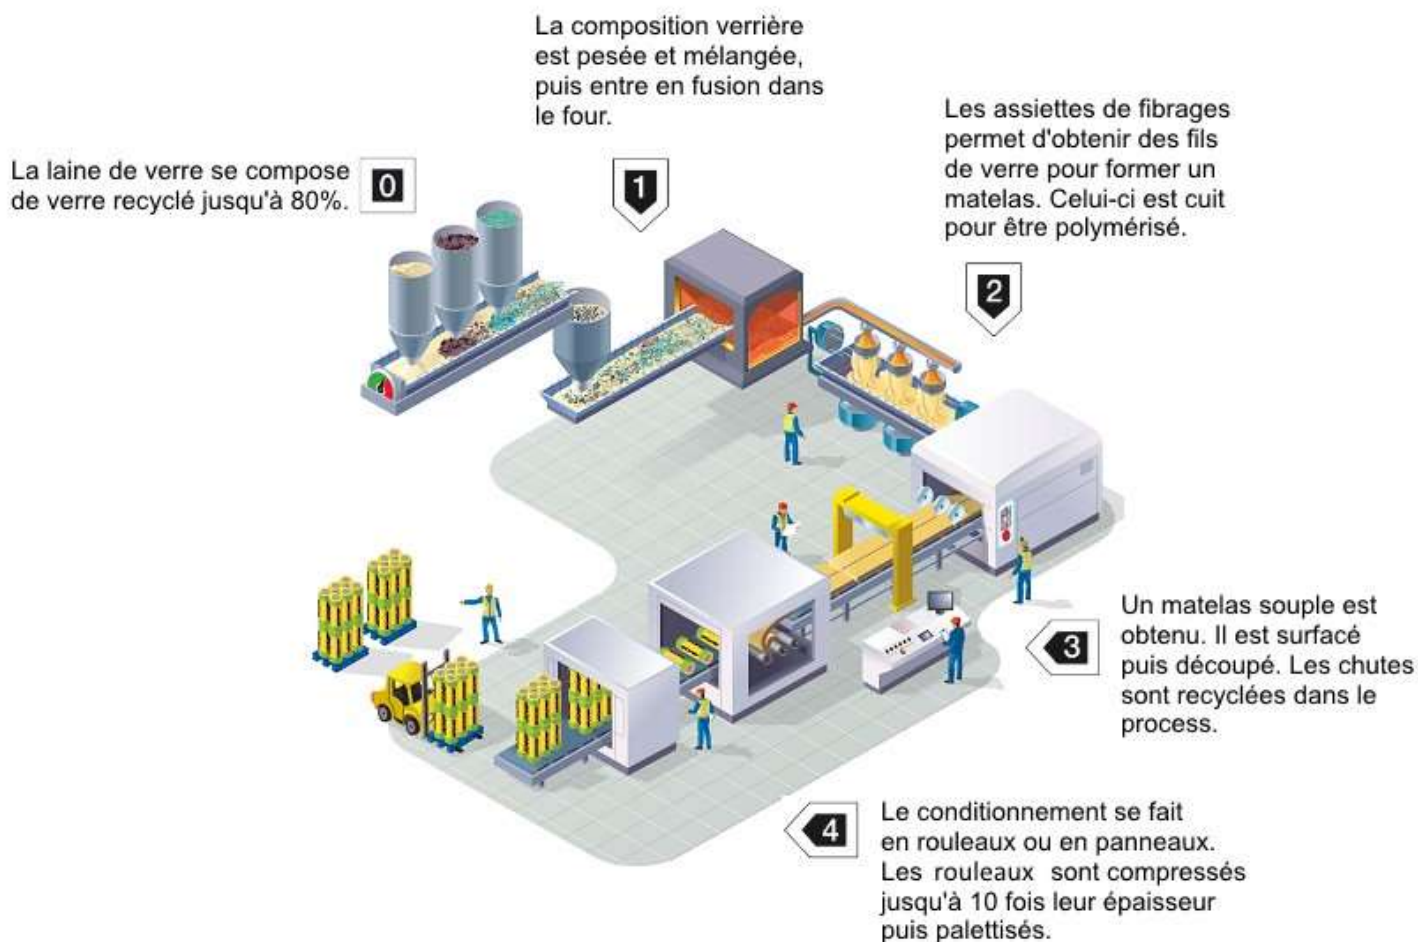 La composition verrière
est pesée et mélangée,
puis entre en fusion dans
le four.
La laine de verre se compose
de verre recyclé jusqu'à 80%.
0
1
Les assiettes de fibrages
permet d'obtenir des fils
de verre pour former un
matelas. Celui-ci est cuit
pour être polymérisé.
2
Un matelas souple est
obtenu. Il est surfacé
puis découpé. Les chutes
sont recyclées dans le
process.
3
4
Le conditionnement se fait
en rouleaux ou en panneaux.
Les rouleaux sont compressés
jusqu'à 10 fois leur épaisseur
puis palettisés.